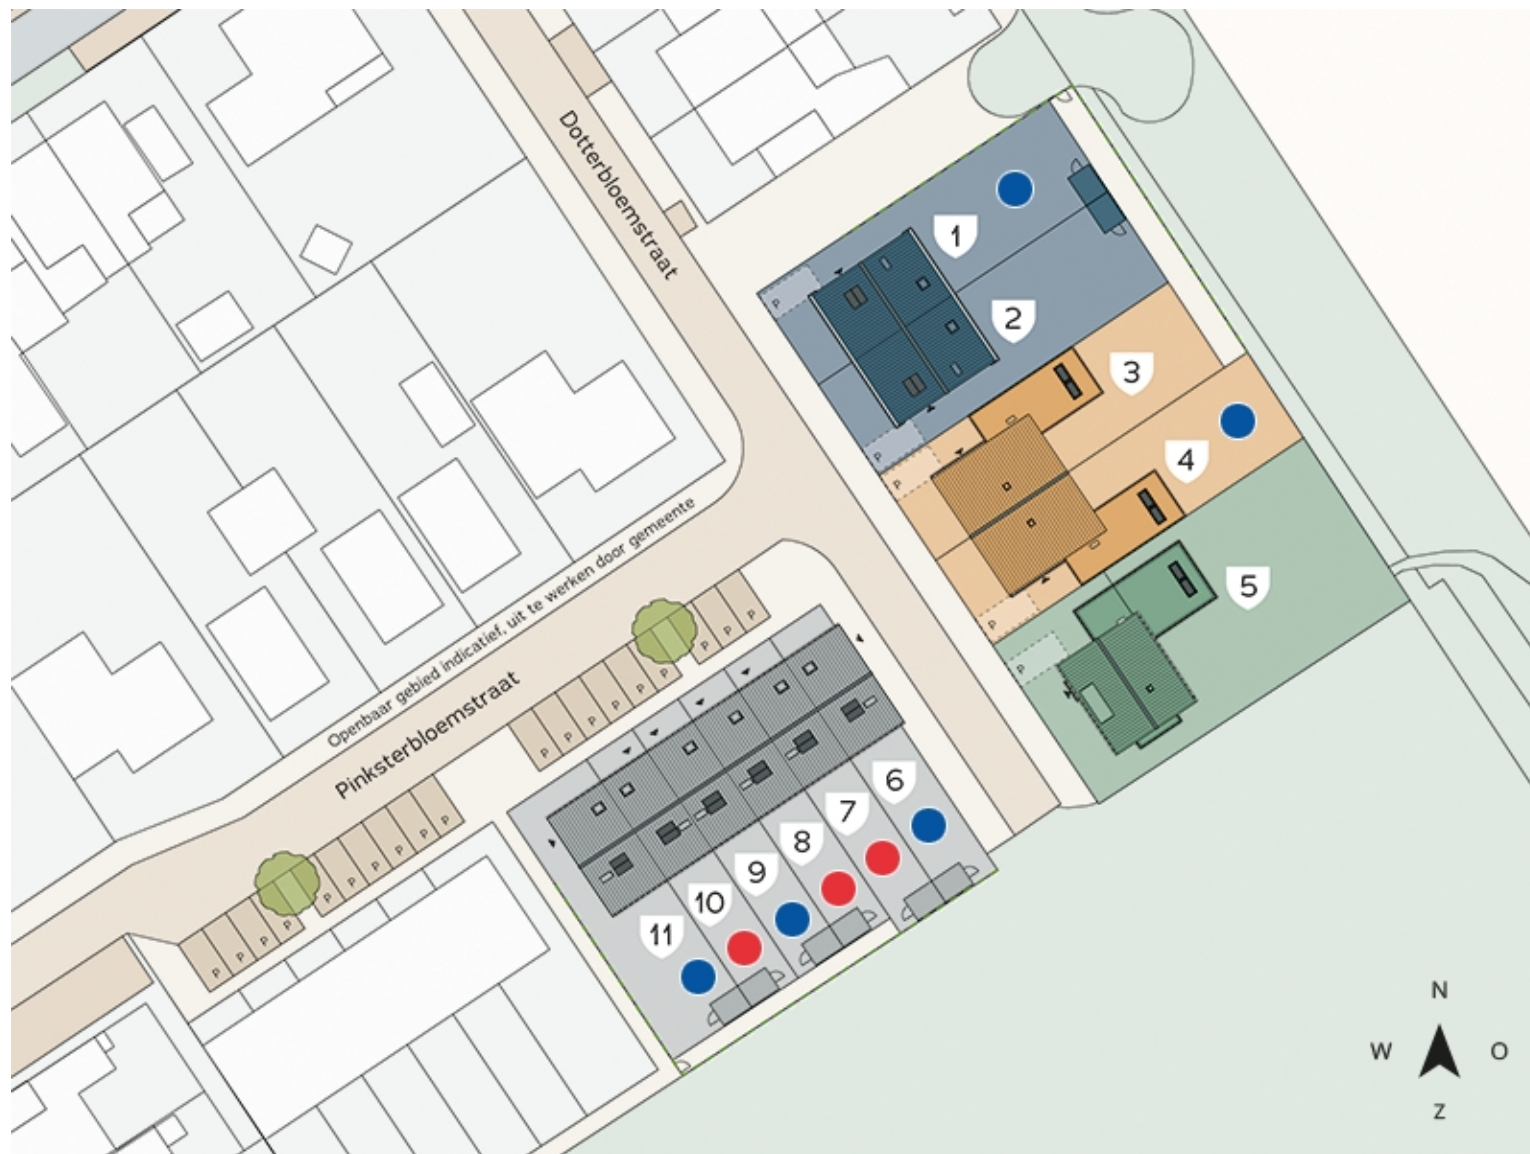 Dotterbloemstraat
1
P
2
3
P
P
4
Openbaar gebied indicatief, uit te werken door gemeente
5
P
P
P
P
P
Pinksterbloemstraat
P
P
P
P
P
P
6
7
P
P
P
P
P
P
8
9
10
11
P
P
P
P
N
W
O
Z